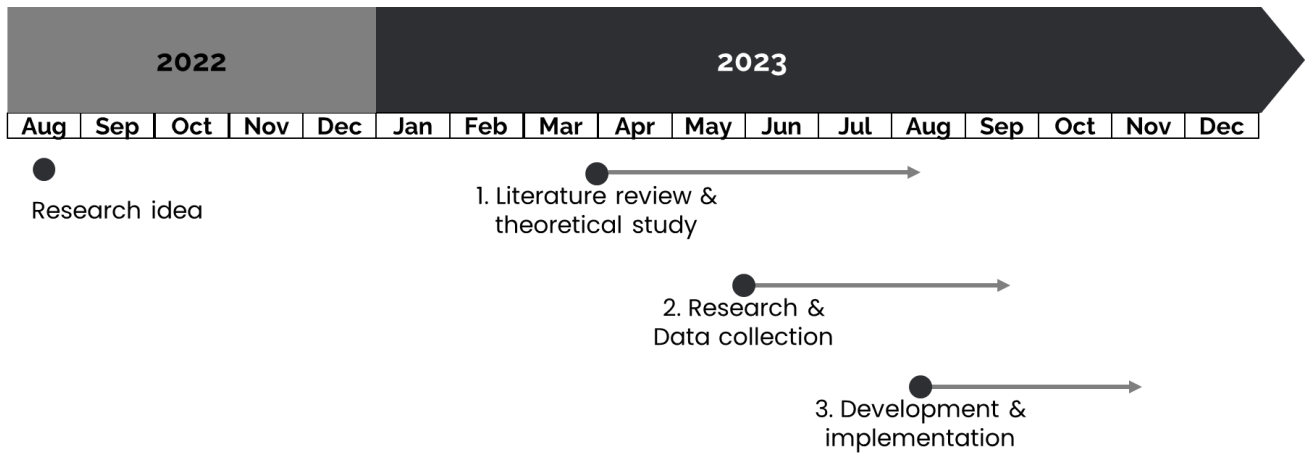 2022 2023
Aug Sep Oct Nov Dec Jan Feb Mar Apr May Jun Jul Aug Sep Oct Nov Dec
Research idea
1. Literature review &
theoretical study
2. Research &
Data collection
3. Development &
implementation